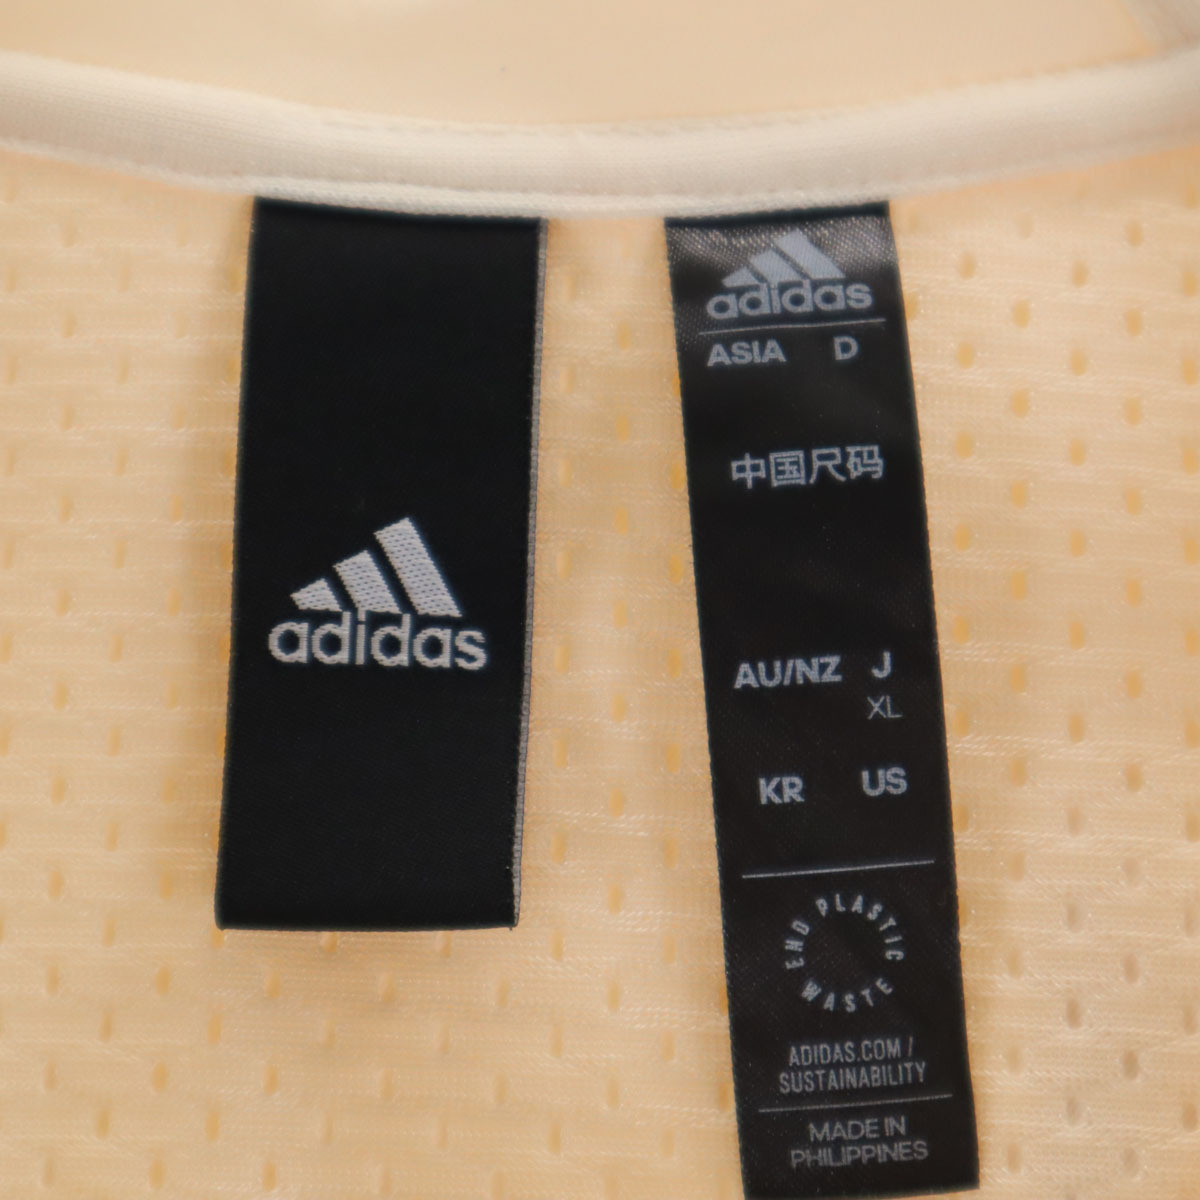 adidas
adidas
ASIA D
中国尺码
AU/NZ J
XL
KR US
END PLASTIC WASTE
ADIDAS.COM /
SUSTAINABILITY
MADE IN
PHILIPPINES